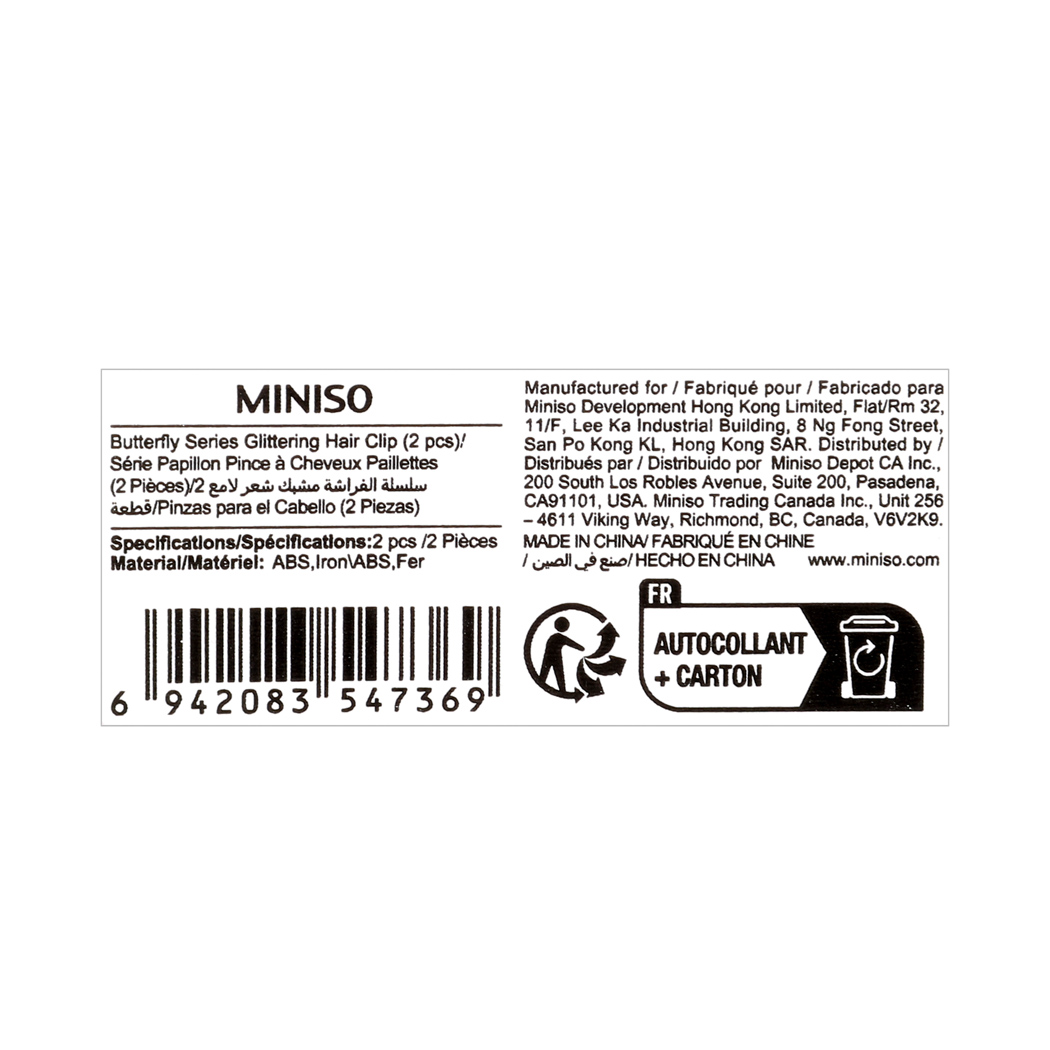 MINISO
Butterfly Series Glittering Hair Clip (2 pcs)/
Série Papillon Pince à Cheveux Paillettes
(2 Pièces)/سلسلة الفراشة مشبك شعر لامع 2
قطعة/Pinzas para el Cabello (2 Piezas)
Specifications/Spécifications:2 pcs /2 Pièces
Material/Matériel: ABS,Iron\ABS,Fer
6 942083 547369
Manufactured for / Fabriqué pour / Fabricado para
Miniso Development Hong Kong Limited, Flat/Rm 32,
11/F, Lee Ka Industrial Building, 8 Ng Fong Street,
San Po Kong KL, Hong Kong SAR. Distributed by /
Distribués par / Distribuido por Miniso Depot CA Inc.,
200 South Los Robles Avenue, Suite 200, Pasadena,
CA91101, USA. Miniso Trading Canada Inc., Unit 256
– 4611 Viking Way, Richmond, BC, Canada, V6V2K9.
MADE IN CHINA/ FABRIQUÉ EN CHINE
/ صنع في الصين/ HECHO EN CHINA www.miniso.com
FR
AUTOCOLLANT
+ CARTON